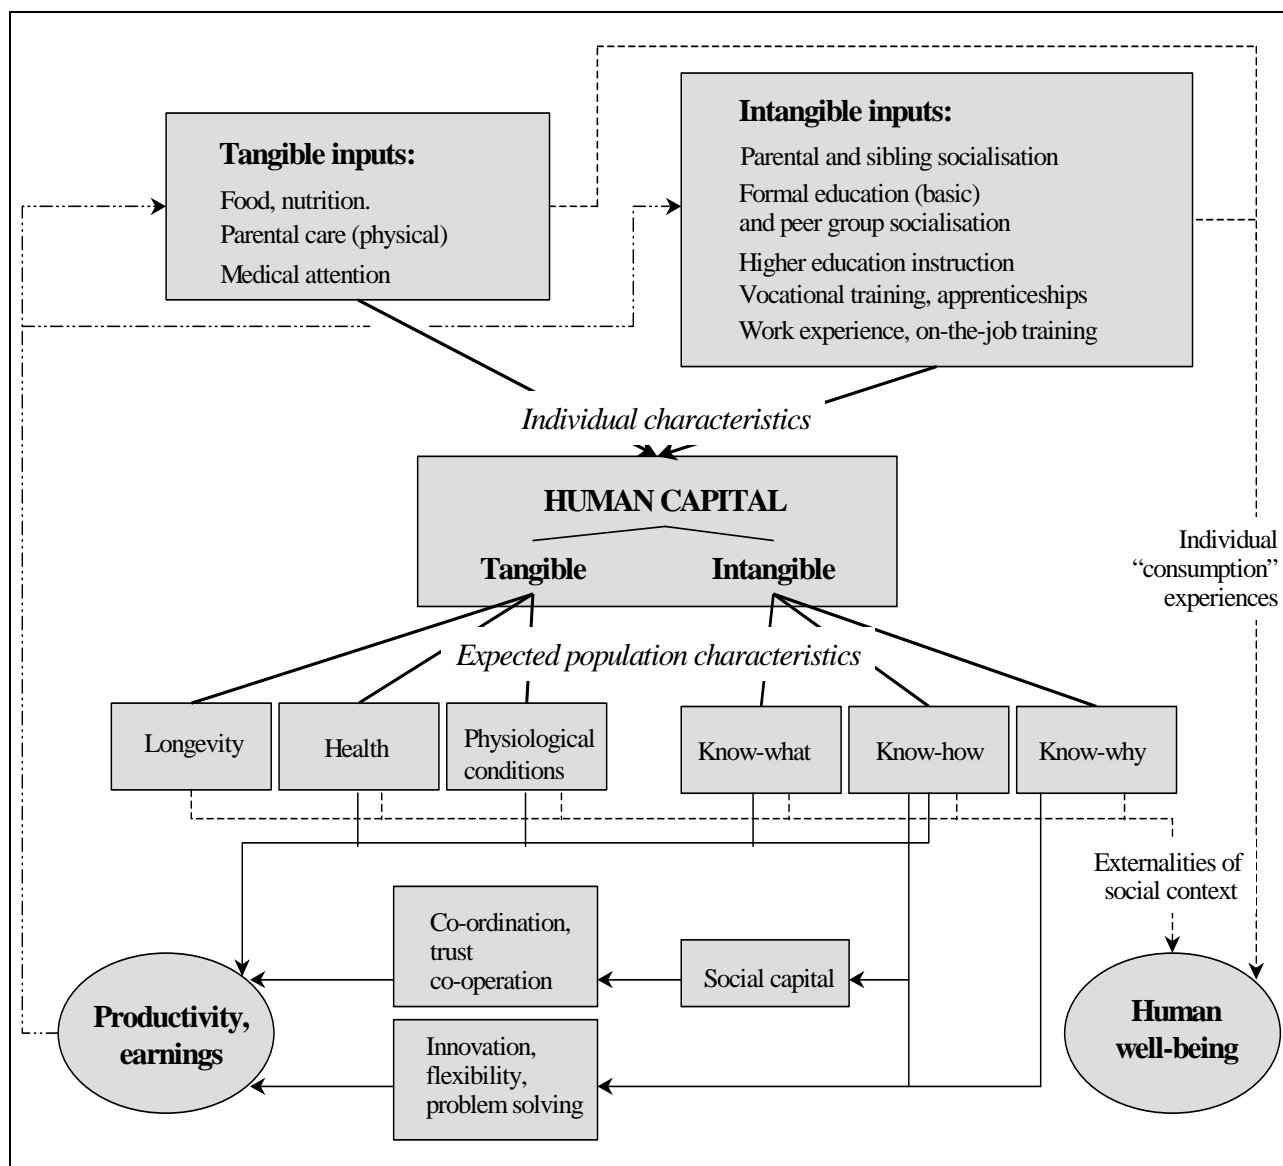 Tangible inputs:
Food, nutrition.
Parental care (physical)
Medical attention
Intangible inputs:
Parental and sibling socialisation
Formal education (basic)
and peer group socialisation
Higher education instruction
Vocational training, apprenticeships
Work experience, on-the-job training
Individual characteristics
HUMAN CAPITAL
Tangible
Intangible
Individual
“consumption”
experiences
Expected population characteristics
Longevity
Health
Physiological
conditions
Know-what
Know-how
Know-why
Externalities of
social context
Co-ordination,
trust
co-operation
Social capital
Productivity,
earnings
Innovation,
flexibility,
problem solving
Human
well-being